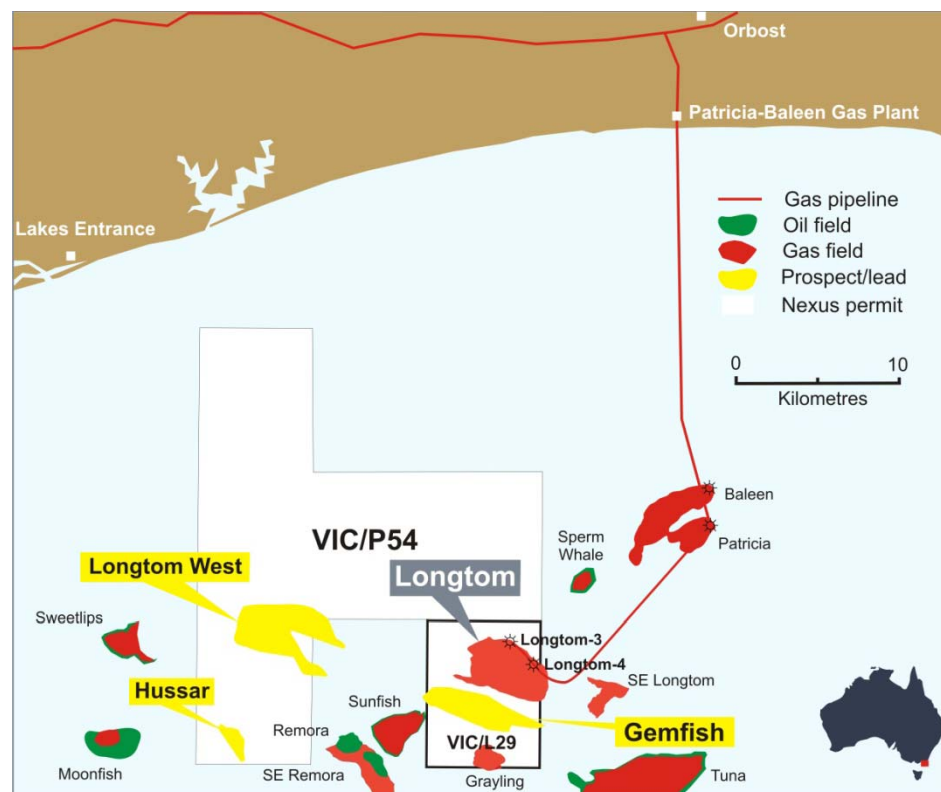 Orbost
Patricia-Baleen Gas Plant
Lakes Entrance
Gas pipeline
Oil field
Gas field
Prospect/lead
Nexus permit
0
10
Kilometres
Baleen
Patricia
VIC/P54
Sperm
Whale
Longtom West
Longtom
Sweetlips
Longtom-3
Longtom-4
SE Longtom
Hussar
Sunfish
Remora
Gemfish
VIC/L29
Moonfish
SE Remora
Grayling
Tuna